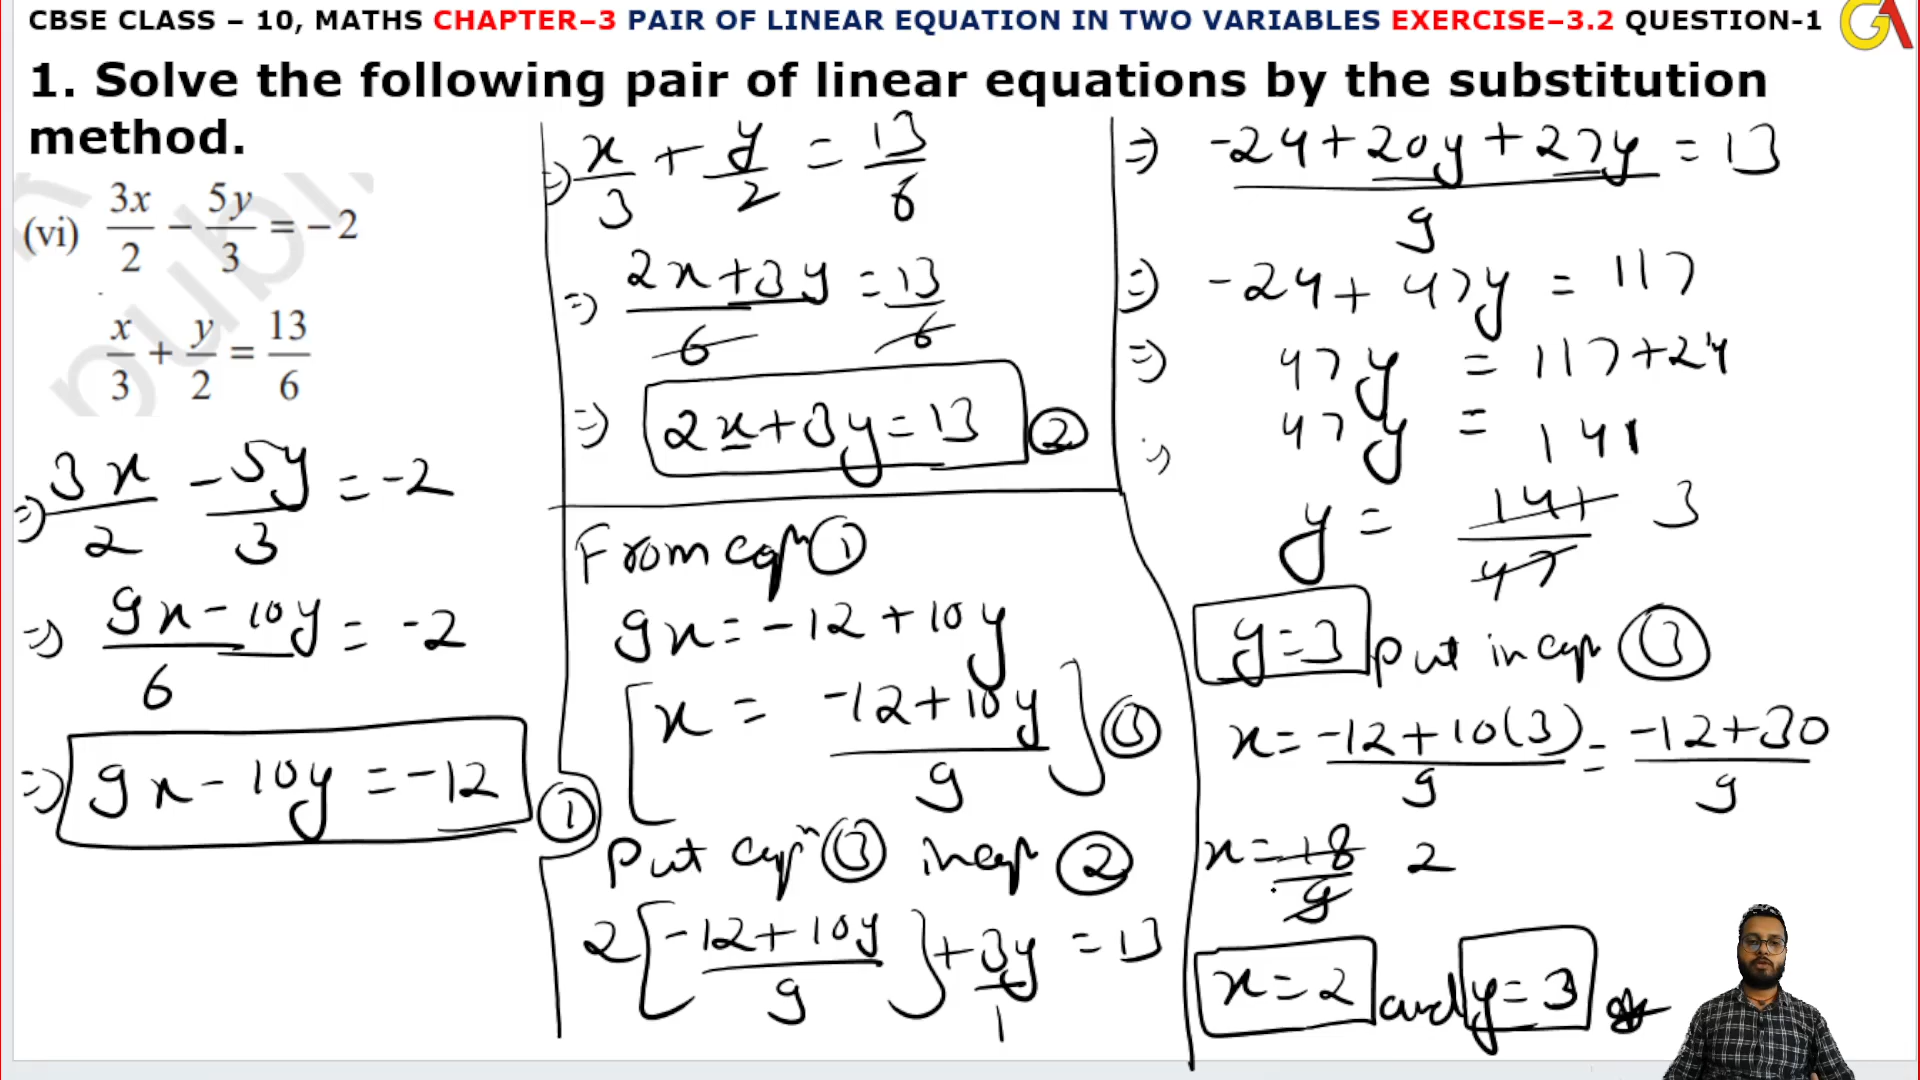 CBSE CLASS – 10, MATHS CHAPTER–3 PAIR OF LINEAR EQUATION IN TWO VARIABLES EXERCISE–3.2 QUESTION-1
GA
1. Solve the following pair of linear equations by the substitution
method.
(vi) 3x/2 − 5y/3 = −2
x/3 + y/2 = 13/6
⇒ 3x/2 − 5y/3 = −2
⇒ (9x − 10y)/6 = −2
⇒ 9x − 10y = −12 ①
⇒ x/3 + y/2 = 13/6
⇒ (2x + 3y)/6 = 13/6
⇒ 2x + 3y = 13 ②
From eqn ①
9x = −12 + 10y
[x = (−12 + 10y)/9] ③
Put eqn ③ in eqn ②
2[(−12 + 10y)/9] + 3y/1 = 13
⇒ (−24 + 20y + 27y)/9 = 13
⇒ −24 + 47y = 117
⇒ 47y = 117 + 24
⇒ 47y = 141
y = 141/47 3
y = 3 put in eqn ③
x = (−12 + 10(3))/9 = (−12 + 30)/9
x = 18/9 2
x = 2 and y = 3